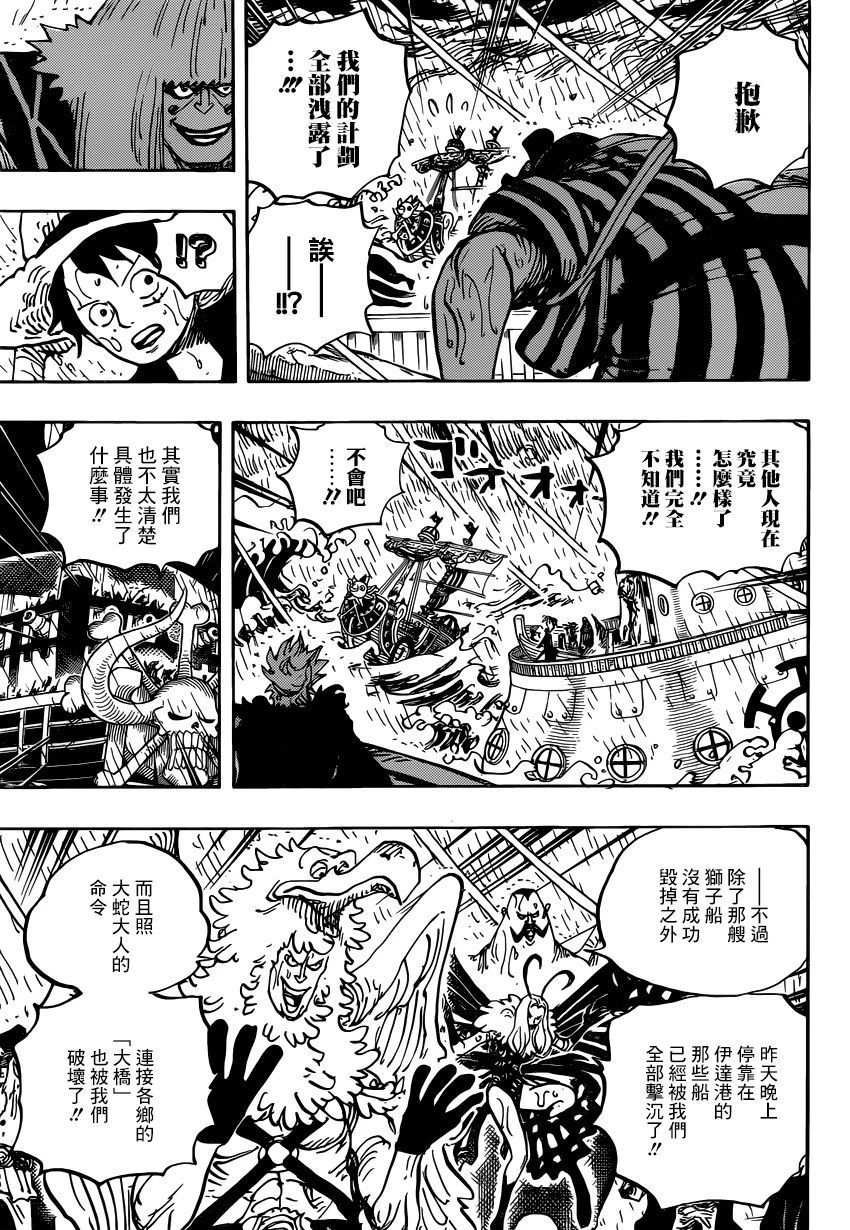 抱歉
我們的計劃
全部洩露了
……!!!
誒
——
!!?
!?
其他人現在
究竟
怎麼樣了
……!!
我們完全
不知道!!
不會吧
……!!
ゴォォォ
其實我們
也不太清楚
具體發生了
什麼事!!
——不過
除了那艘
獅子船
沒有成功
毀掉之外
昨天晚上
停靠在
伊達港的
那些船
已經被我們
全部擊沉了!!
而且照
大蛇大人的
命令
連接各鄉的
「大橋」
也被我們
破壞了!!